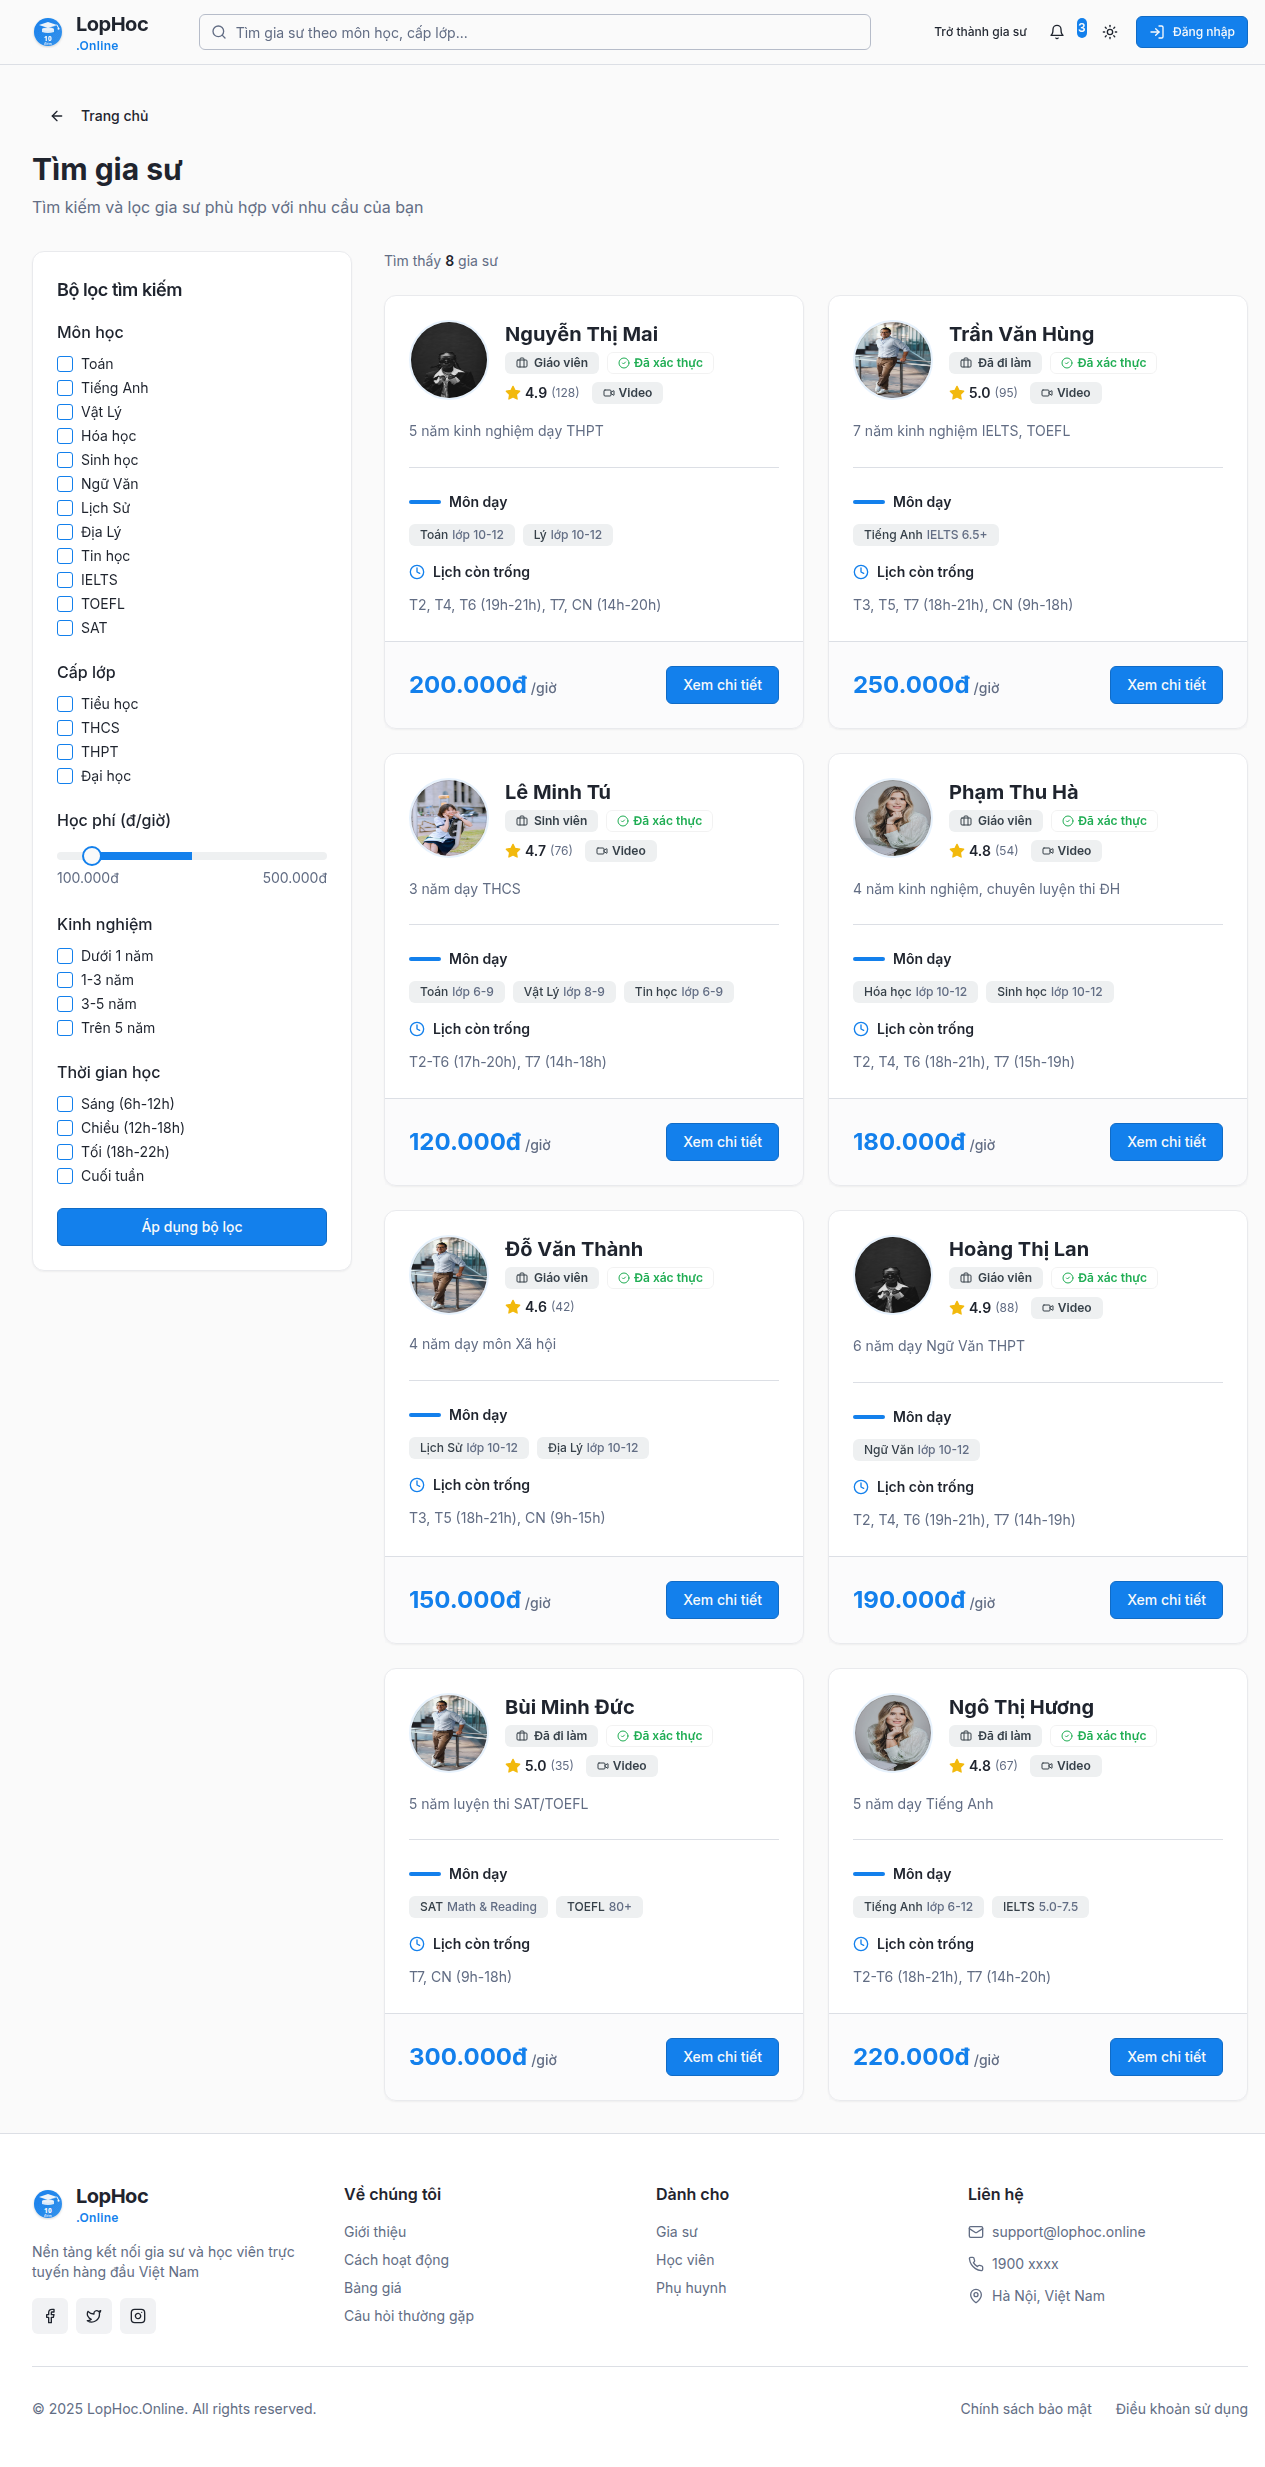 LopHoc
.Online
Tìm gia sư theo môn học, cấp lớp...
Trở thành gia sư
3
Đăng nhập
Trang chủ
Tìm gia sư
Tìm kiếm và lọc gia sư phù hợp với nhu cầu của bạn
Bộ lọc tìm kiếm
Môn học
Toán
Tiếng Anh
Vật Lý
Hóa học
Sinh học
Ngữ Văn
Lịch Sử
Địa Lý
Tin học
IELTS
TOEFL
SAT
Cấp lớp
Tiểu học
THCS
THPT
Đại học
Học phí (đ/giờ)
100.000đ 500.000đ
Kinh nghiệm
Dưới 1 năm
1-3 năm
3-5 năm
Trên 5 năm
Thời gian học
Sáng (6h-12h)
Chiều (12h-18h)
Tối (18h-22h)
Cuối tuần
Áp dụng bộ lọc
Tìm thấy 8 gia sư
Nguyễn Thị Mai
Giáo viên Đã xác thực
4.9 (128) Video
5 năm kinh nghiệm dạy THPT
Môn dạy
Toán lớp 10-12 Lý lớp 10-12
Lịch còn trống
T2, T4, T6 (19h-21h), T7, CN (14h-20h)
200.000đ /giờ Xem chi tiết
Trần Văn Hùng
Đã đi làm Đã xác thực
5.0 (95) Video
7 năm kinh nghiệm IELTS, TOEFL
Môn dạy
Tiếng Anh IELTS 6.5+
Lịch còn trống
T3, T5, T7 (18h-21h), CN (9h-18h)
250.000đ /giờ Xem chi tiết
Lê Minh Tú
Sinh viên Đã xác thực
4.7 (76) Video
3 năm dạy THCS
Môn dạy
Toán lớp 6-9 Vật Lý lớp 8-9 Tin học lớp 6-9
Lịch còn trống
T2-T6 (17h-20h), T7 (14h-18h)
120.000đ /giờ Xem chi tiết
Phạm Thu Hà
Giáo viên Đã xác thực
4.8 (54) Video
4 năm kinh nghiệm, chuyên luyện thi ĐH
Môn dạy
Hóa học lớp 10-12 Sinh học lớp 10-12
Lịch còn trống
T2, T4, T6 (18h-21h), T7 (15h-19h)
180.000đ /giờ Xem chi tiết
Đỗ Văn Thành
Giáo viên Đã xác thực
4.6 (42)
4 năm dạy môn Xã hội
Môn dạy
Lịch Sử lớp 10-12 Địa Lý lớp 10-12
Lịch còn trống
T3, T5 (18h-21h), CN (9h-15h)
150.000đ /giờ Xem chi tiết
Hoàng Thị Lan
Giáo viên Đã xác thực
4.9 (88) Video
6 năm dạy Ngữ Văn THPT
Môn dạy
Ngữ Văn lớp 10-12
Lịch còn trống
T2, T4, T6 (19h-21h), T7 (14h-19h)
190.000đ /giờ Xem chi tiết
Bùi Minh Đức
Đã đi làm Đã xác thực
5.0 (35) Video
5 năm luyện thi SAT/TOEFL
Môn dạy
SAT Math & Reading TOEFL 80+
Lịch còn trống
T7, CN (9h-18h)
300.000đ /giờ Xem chi tiết
Ngô Thị Hương
Đã đi làm Đã xác thực
4.8 (67) Video
5 năm dạy Tiếng Anh
Môn dạy
Tiếng Anh lớp 6-12 IELTS 5.0-7.5
Lịch còn trống
T2-T6 (18h-21h), T7 (14h-20h)
220.000đ /giờ Xem chi tiết
LopHoc
.Online
Nền tảng kết nối gia sư và học viên trực
tuyến hàng đầu Việt Nam
Về chúng tôi
Giới thiệu
Cách hoạt động
Bảng giá
Câu hỏi thường gặp
Dành cho
Gia sư
Học viên
Phụ huynh
Liên hệ
support@lophoc.online
1900 xxxx
Hà Nội, Việt Nam
© 2025 LopHoc.Online. All rights reserved.
Chính sách bảo mật Điều khoản sử dụng